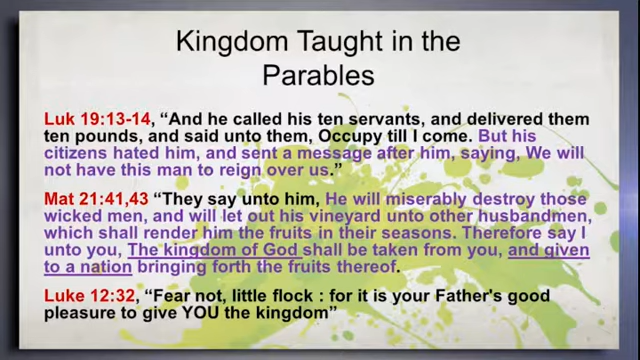 Kingdom Taught in the
Parables
Luk 19:13-14, “And he called his ten servants, and delivered them
ten pounds, and said unto them, Occupy till I come. But his
citizens hated him, and sent a message after him, saying, We will
not have this man to reign over us.”
Mat 21:41,43 “They say unto him, He will miserably destroy those
wicked men, and will let out his vineyard unto other husbandmen,
which shall render him the fruits in their seasons. Therefore say I
unto you, The kingdom of God shall be taken from you, and given
to a nation bringing forth the fruits thereof.
Luke 12:32, “Fear not, little flock : for it is your Father's good
pleasure to give YOU the kingdom”